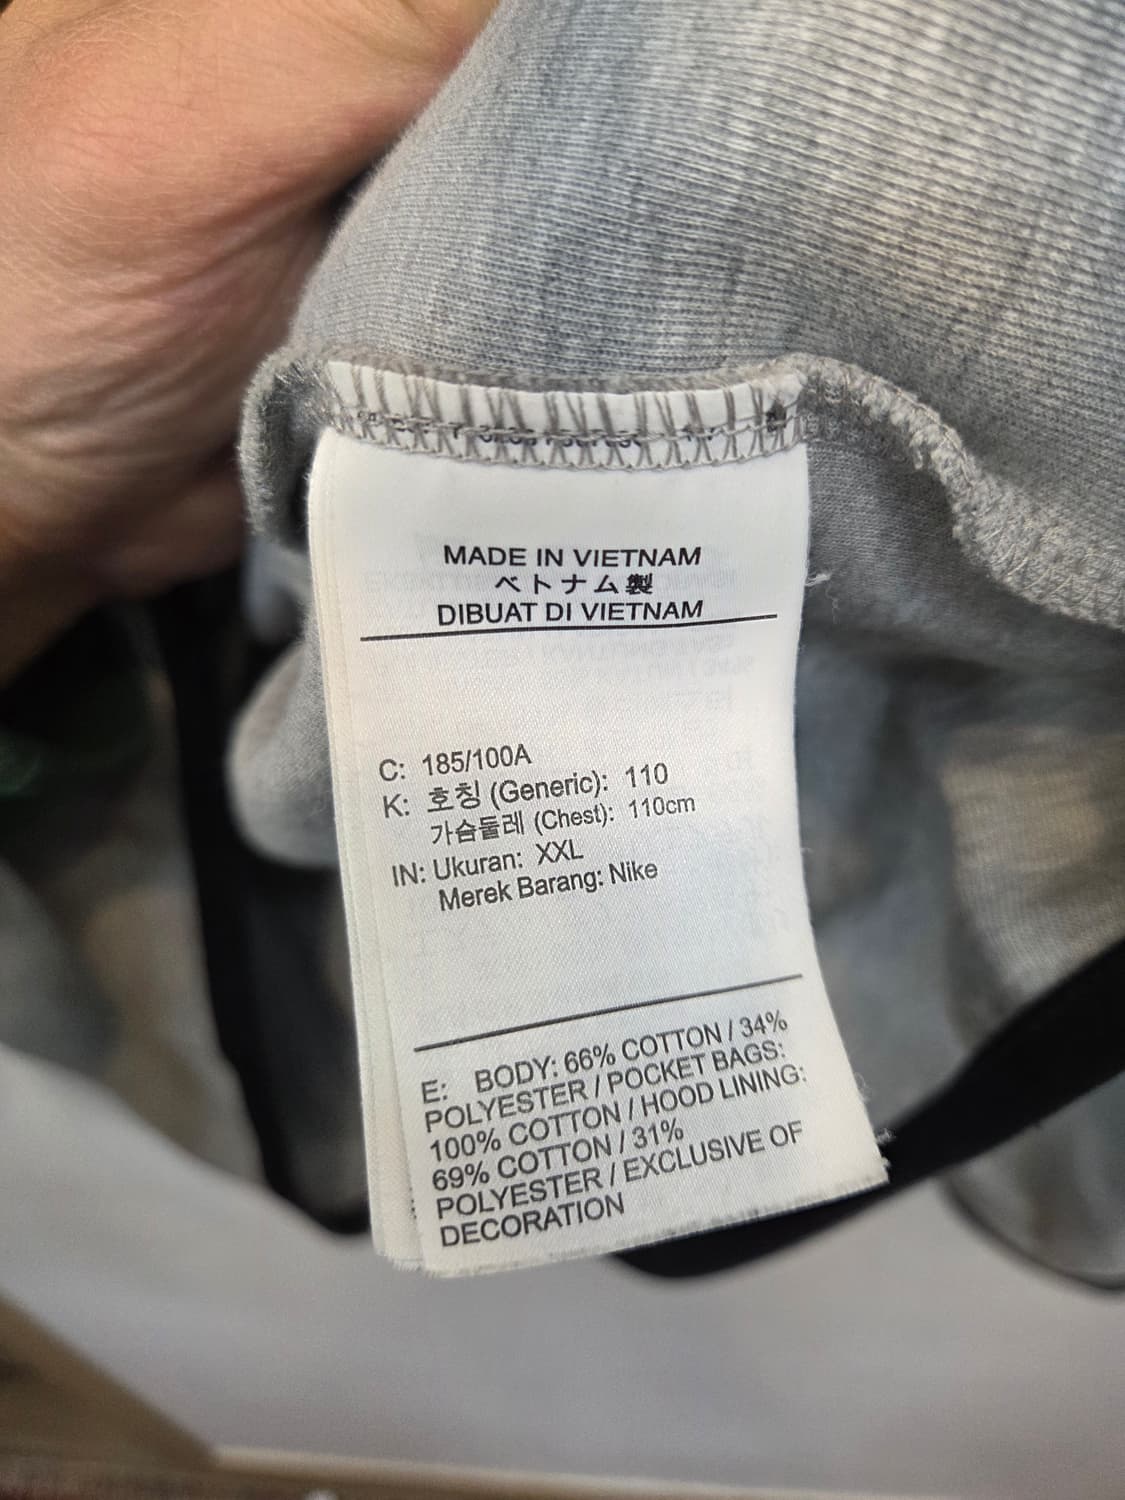 MADE IN VIETNAM
ベトナム製
DIBUAT DI VIETNAM
C: 185/100A
K: 호칭 (Generic): 110
가슴둘레 (Chest): 110cm
IN: Ukuran: XXL
Merek Barang: Nike
E: BODY: 66% COTTON / 34%
POLYESTER / POCKET BAGS:
100% COTTON / HOOD LINING:
69% COTTON / 31%
POLYESTER / EXCLUSIVE OF
DECORATION